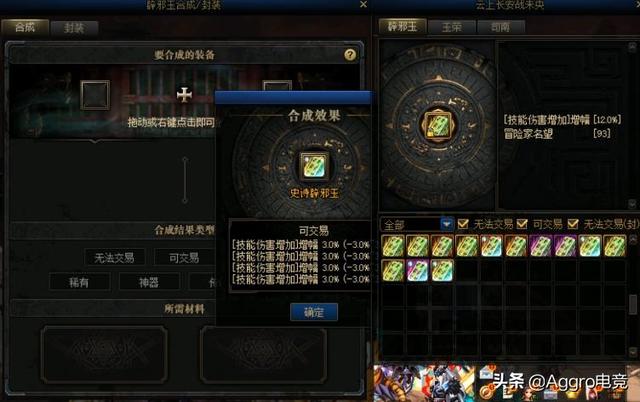 辟邪玉合成/封装
合成
封装
要合成的装备
?
拖动或右键点击即可
合成结果类型
无法交易
可交易
稀有
神器
所需材料
合成效果
史诗辟邪玉
可交易
[技能伤害增加]增幅 3.0% (-3.0%
[技能伤害增加]增幅 3.0% (-3.0%
[技能伤害增加]增幅 3.0% (-3.0%
[技能伤害增加]增幅 3.0% (-3.0%
确定
云上长安战未央
辟邪玉
玉荣
司南
[技能伤害增加]增幅 [12.0%]
冒险家名望 [93]
全部
无法交易
可交易
无法交易(封
头条 @Aggro电竞